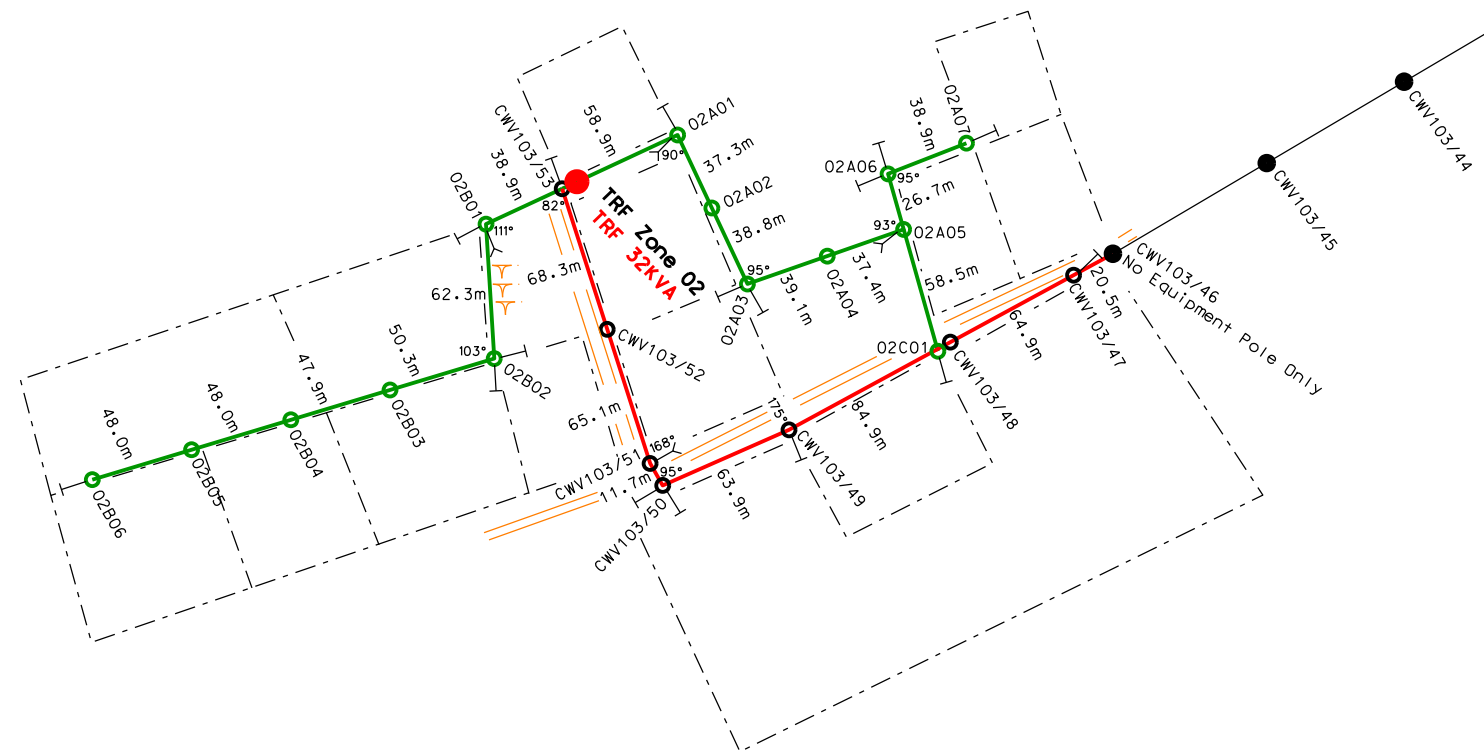 CWV103/44
CWV103/45
CWV103/46
No Equipment Pole Only
20.5m
CWV103/47
64.9m
CWV103/48
84.9m
175°
CWV103/49
63.9m
CWV103/50
95°
11.7m
CWV103/51
168°
65.1m
CWV103/52
68.3m
CWV103/53
82°
TRF Zone 02
TRF 32KVA
58.9m
02A01
90°
37.3m
02A02
38.8m
95°
02A03
39.1m
02A04
37.4m
93°
02A05
26.7m
95°
02A06
38.9m
02A07
58.5m
02C01
38.9m
02B01
111°
62.3m
103°
02B02
50.3m
02B03
47.9m
02B04
48.0m
02B05
48.0m
02B06